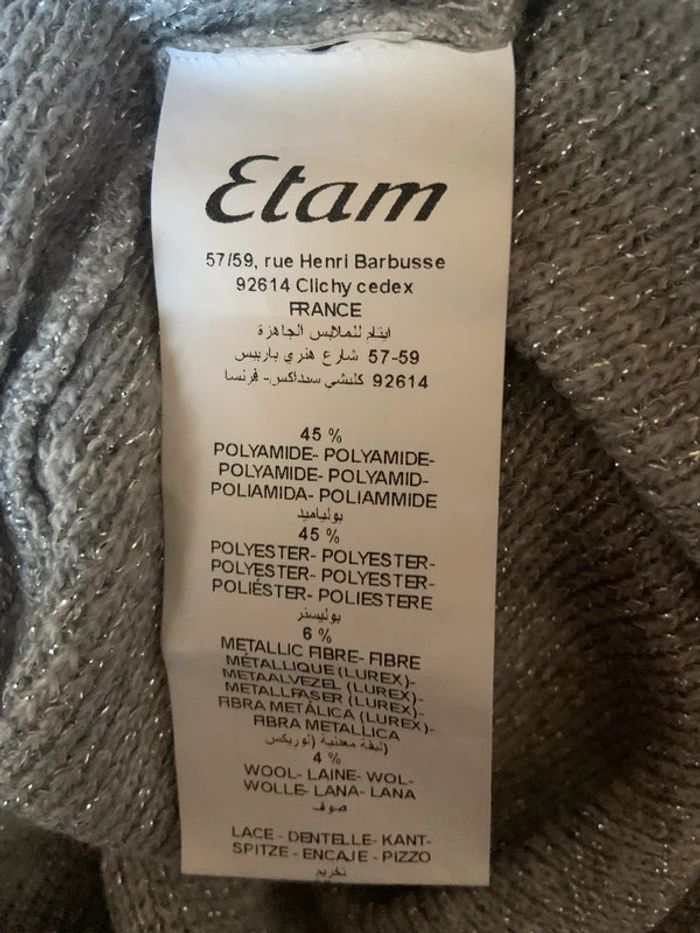 Etam
57/59, rue Henri Barbusse
92614 Clichy cedex
FRANCE
ايتام للملابس الجاهزة
57-59 شارع هنري باربيس
92614 كليشي سيداكس- فرنسا
45 %
POLYAMIDE- POLYAMIDE-
POLYAMIDE- POLYAMID-
POLIAMIDA- POLIAMMIDE
بولياميد
45 %
POLYESTER- POLYESTER-
POLYESTER- POLYESTER-
POLIÉSTER- POLIESTERE
بوليستر
6 %
METALLIC FIBRE- FIBRE
MÉTALLIQUE (LUREX)-
METAALVEZEL (LUREX)-
METALLFASER (LUREX)-
FIBRA METÁLICA (LUREX)-
FIBRA METALLICA
(ليفة معدنية (لوريكس
4 %
WOOL- LAINE- WOL-
WOLLE- LANA- LANA
صوف
LACE - DENTELLE- KANT-
SPITZE - ENCAJE - PIZZO
تخريم